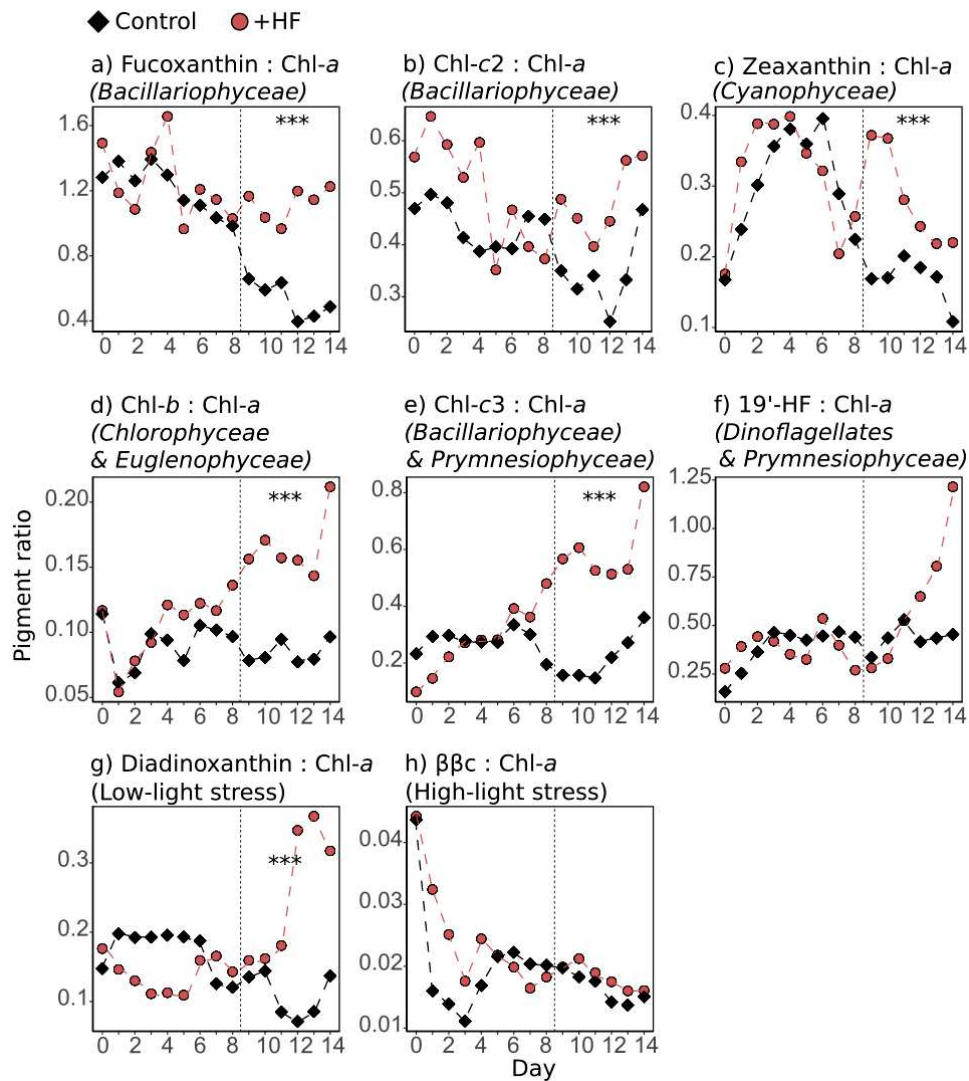 Control +HF
a) Fucoxanthin : Chl-a
(Bacillariophyceae)
b) Chl-c2 : Chl-a
(Bacillariophyceae)
c) Zeaxanthin : Chl-a
(Cyanophyceae)
***
1.6
1.2
0.8
0.4
0 2 4 6 8 10 12 14
***
0.6
0.5
0.4
0.3
0 2 4 6 8 10 12 14
***
0.4
0.3
0.2
0.1
0 2 4 6 8 10 12 14
d) Chl-b : Chl-a
(Chlorophyceae
& Euglenophyceae)
e) Chl-c3 : Chl-a
(Bacillariophyceae)
& Prymnesiophyceae)
f) 19'-HF : Chl-a
(Dinoflagellates
& Prymnesiophyceae)
Pigment ratio
***
0.20
0.15
0.10
0.05
0 2 4 6 8 10 12 14
***
0.8
0.6
0.4
0.2
0 2 4 6 8 10 12 14
1.25
1.00
0.75
0.50
0.25
0 2 4 6 8 10 12 14
g) Diadinoxanthin : Chl-a
(Low-light stress)
h) ββc : Chl-a
(High-light stress)
***
0.3
0.2
0.1
0 2 4 6 8 10 12 14
0.04
0.03
0.02
0.01
0 2 4 6 8 10 12 14
Day